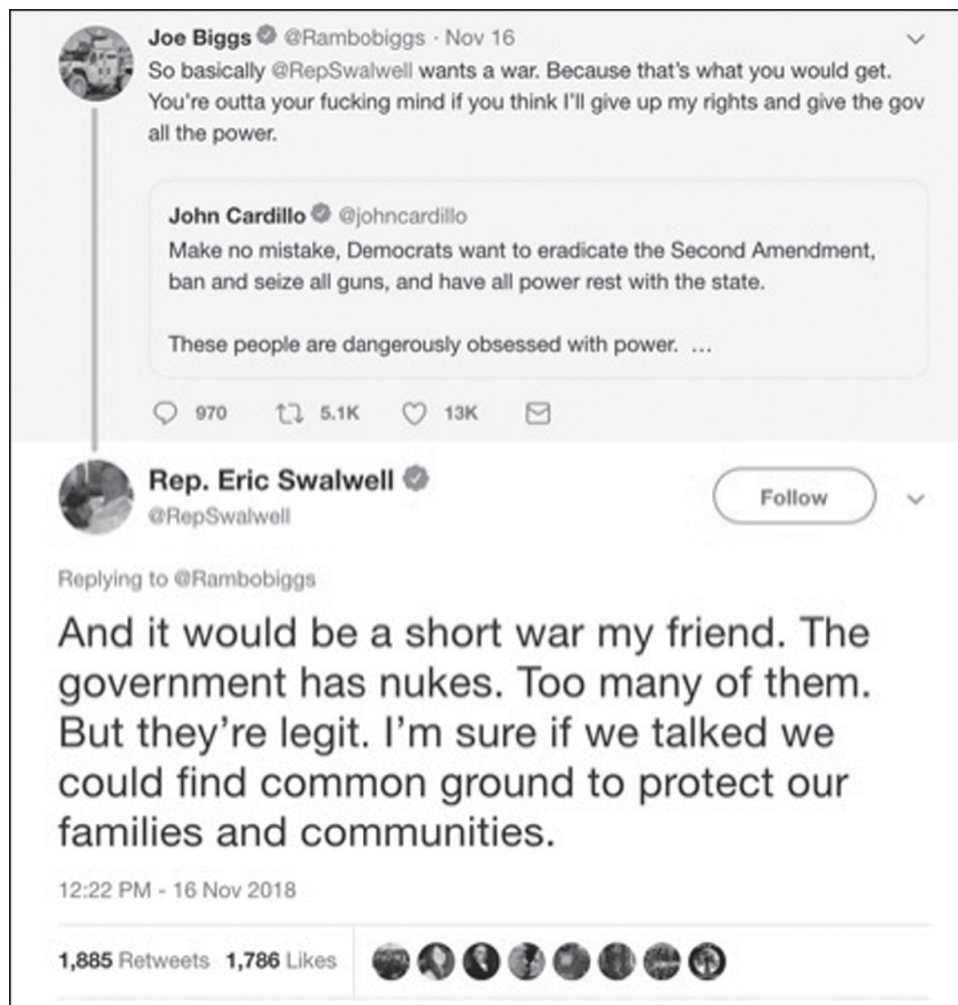 Joe Biggs @Rambobiggs · Nov 16
So basically @RepSwalwell wants a war. Because that's what you would get.
You're outta your fucking mind if you think I'll give up my rights and give the gov
all the power.
John Cardillo @johncardillo
Make no mistake, Democrats want to eradicate the Second Amendment,
ban and seize all guns, and have all power rest with the state.
These people are dangerously obsessed with power. ...
970 5.1K 13K
Rep. Eric Swalwell
@RepSwalwell
Follow
Replying to @Rambobiggs
And it would be a short war my friend. The
government has nukes. Too many of them.
But they're legit. I'm sure if we talked we
could find common ground to protect our
families and communities.
12:22 PM - 16 Nov 2018
1,885 Retweets 1,786 Likes